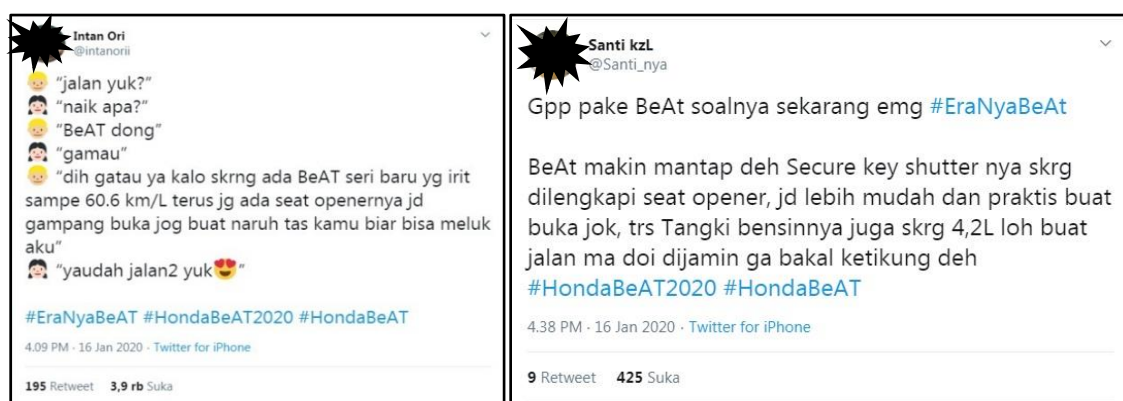 Intan Ori
@intanorii
👱 “jalan yuk?”
👧 “naik apa?”
👱 “BeAT dong”
👧 “gamau”
👱 “dih gatau ya kalo skrng ada BeAT seri baru yg irit
sampe 60.6 km/L terus jg ada seat openernya jd
gampang buka jog buat naruh tas kamu biar bisa meluk
aku”
👧 “yaudah jalan2 yuk😍”
#EraNyaBeAT #HondaBeAT2020 #HondaBeAT
4.09 PM · 16 Jan 2020 · Twitter for iPhone
195 Retweet 3,9 rb Suka
Santi kzL
@Santi_nya
Gpp pake BeAt soalnya sekarang emg #EraNyaBeAt
BeAt makin mantap deh Secure key shutter nya skrg
dilengkapi seat opener, jd lebih mudah dan praktis buat
buka jok, trs Tangki bensinnya juga skrg 4,2L loh buat
jalan ma doi dijamin ga bakal ketikung deh
#HondaBeAT2020 #HondaBeAT
4.38 PM · 16 Jan 2020 · Twitter for iPhone
9 Retweet 425 Suka